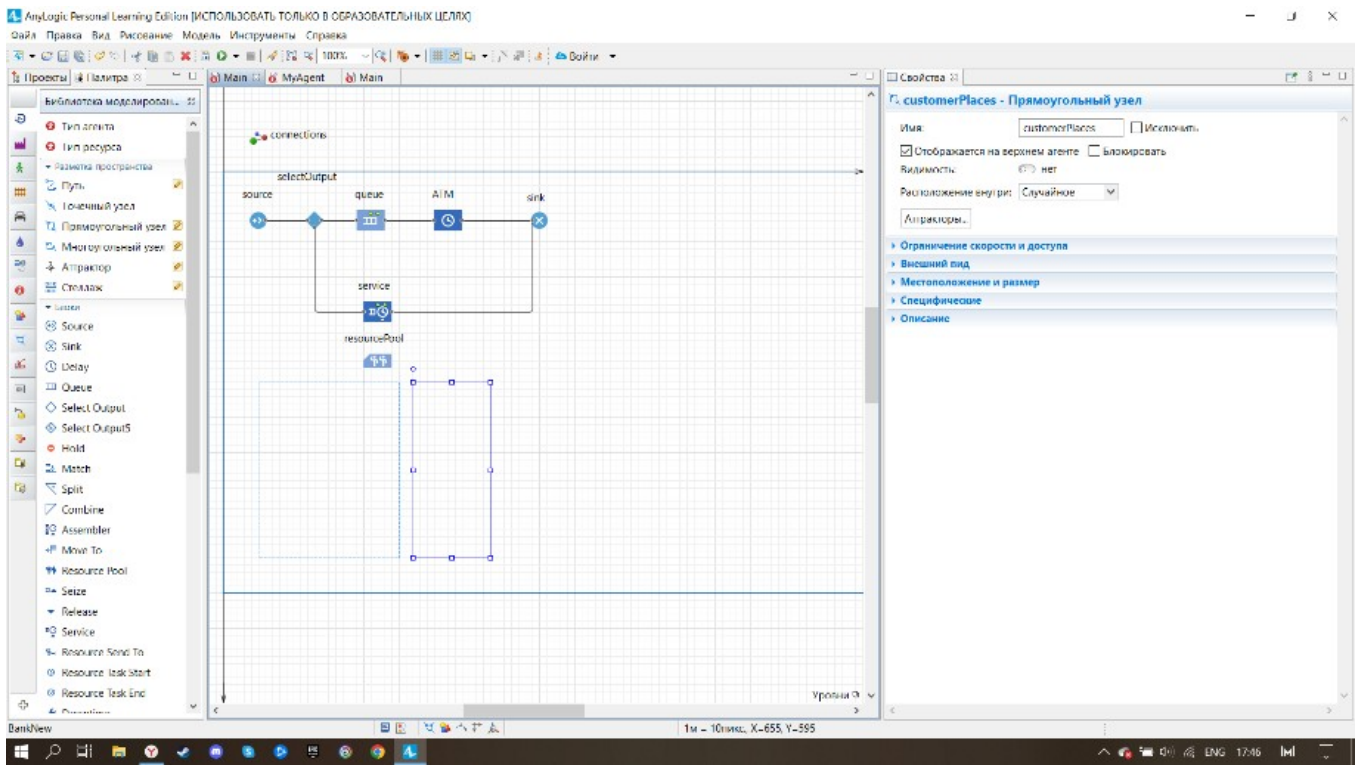 AnyLogic Personal Learning Edition [ИСПОЛЬЗОВАТЬ ТОЛЬКО В ОБРАЗОВАТЕЛЬНЫХ ЦЕЛЯХ]
Файл Правка Вид Рисование Модель Инструменты Справка
100% Войти
Проекты Палитра
Main MyAgent Main
Свойства
Библиотека моделирован...
Тип агента
Тип ресурса
Разметка пространства
Путь
Точечный узел
Прямоугольный узел
Многоугольный узел
Аттрактор
Стеллаж
Блоки
Source
Sink
Delay
Queue
Select Output
Select Output5
Hold
Match
Split
Combine
Assembler
Move To
Resource Pool
Seize
Release
Service
Resource Send To
Resource Task Start
Resource Task End
Downtime
connections
selectOutput
source queue ATM sink
service
resourcePool
Уровни
customerPlaces - Прямоугольный узел
Имя: customerPlaces Исключить
Отображается на верхнем агенте Блокировать
Видимость: нет
Расположение внутри: Случайное
Аттракторы...
Ограничение скорости и доступа
Внешний вид
Местоположение и размер
Специфические
Описание
BankNew
1м = 10пикс, X=655, Y=595
ENG 17:46